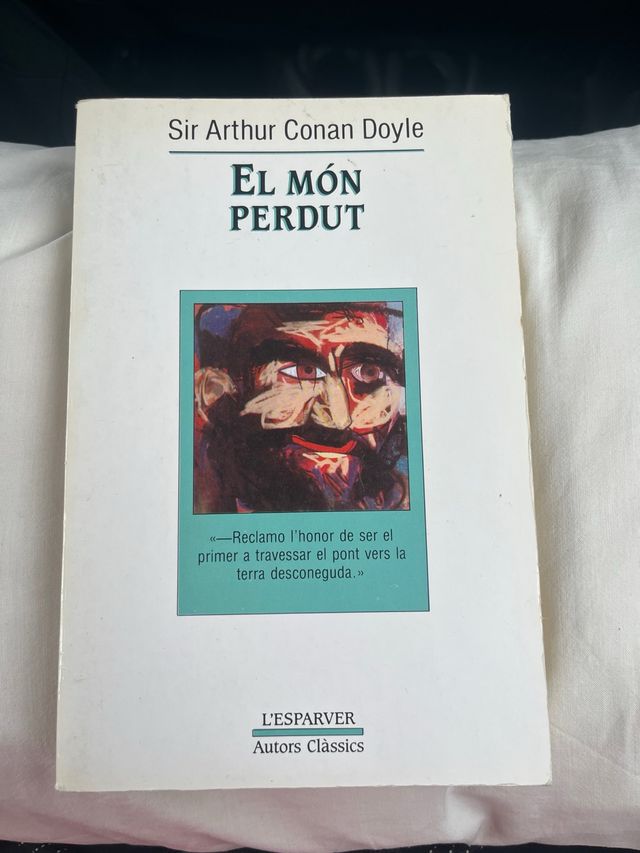 Sir Arthur Conan Doyle
EL MÓN
PERDUT
«—Reclamo l'honor de ser el
primer a travessar el pont vers la
terra desconeguda.»
L'ESPARVER
Autors Clàssics